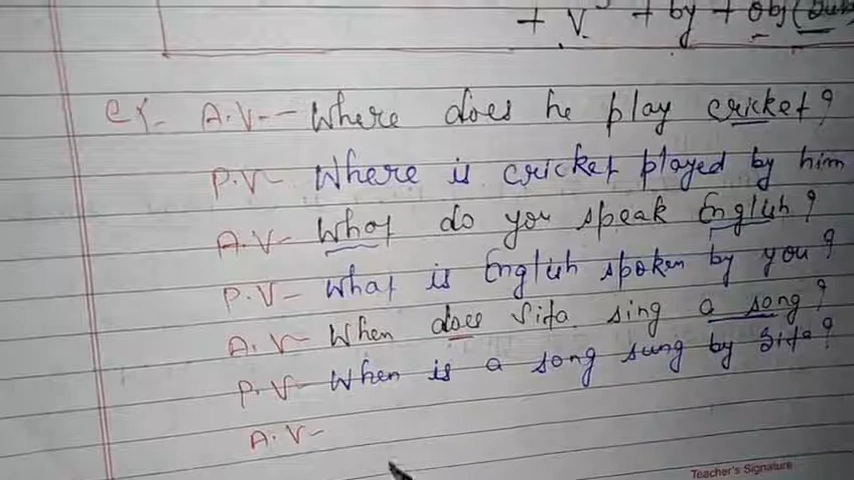 + V + by + Obj (Sub
ex- A.V-- Where does he play cricket?
P.V- Where is cricket played by him
A.V- What do you speak English?
P.V- What is English spoken by you?
A.V- When does Sita sing a song?
P.V- When is a song sung by Sita?
A.V-
Teacher's Signature